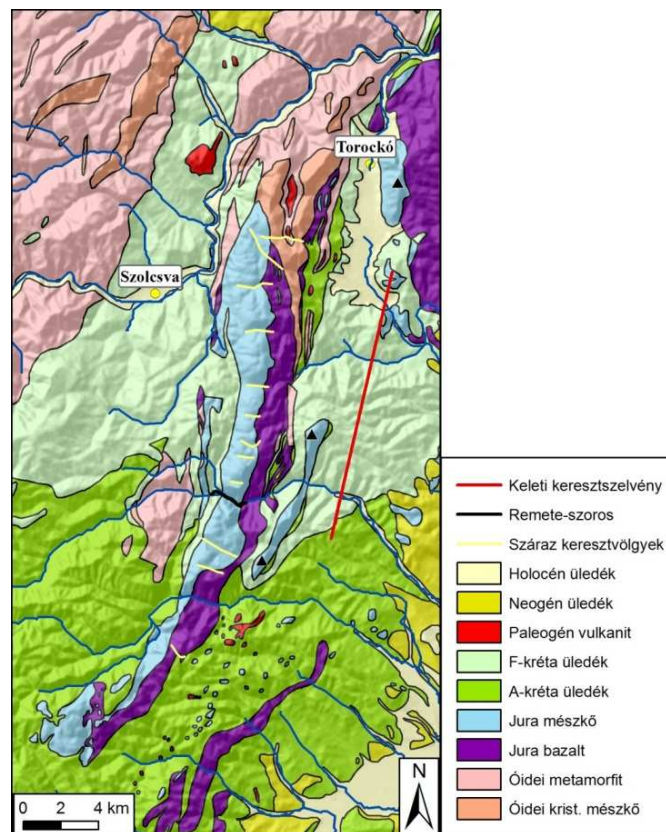 Torockó
Szolcsva
0 2 4 km
N
Keleti keresztszelvény
Remete-szoros
Száraz keresztvölgyek
Holocén üledék
Neogén üledék
Paleogén vulkanit
F-kréta üledék
A-kréta üledék
Jura mészkő
Jura bazalt
Óidei metamorfit
Óidei krist. mészkő